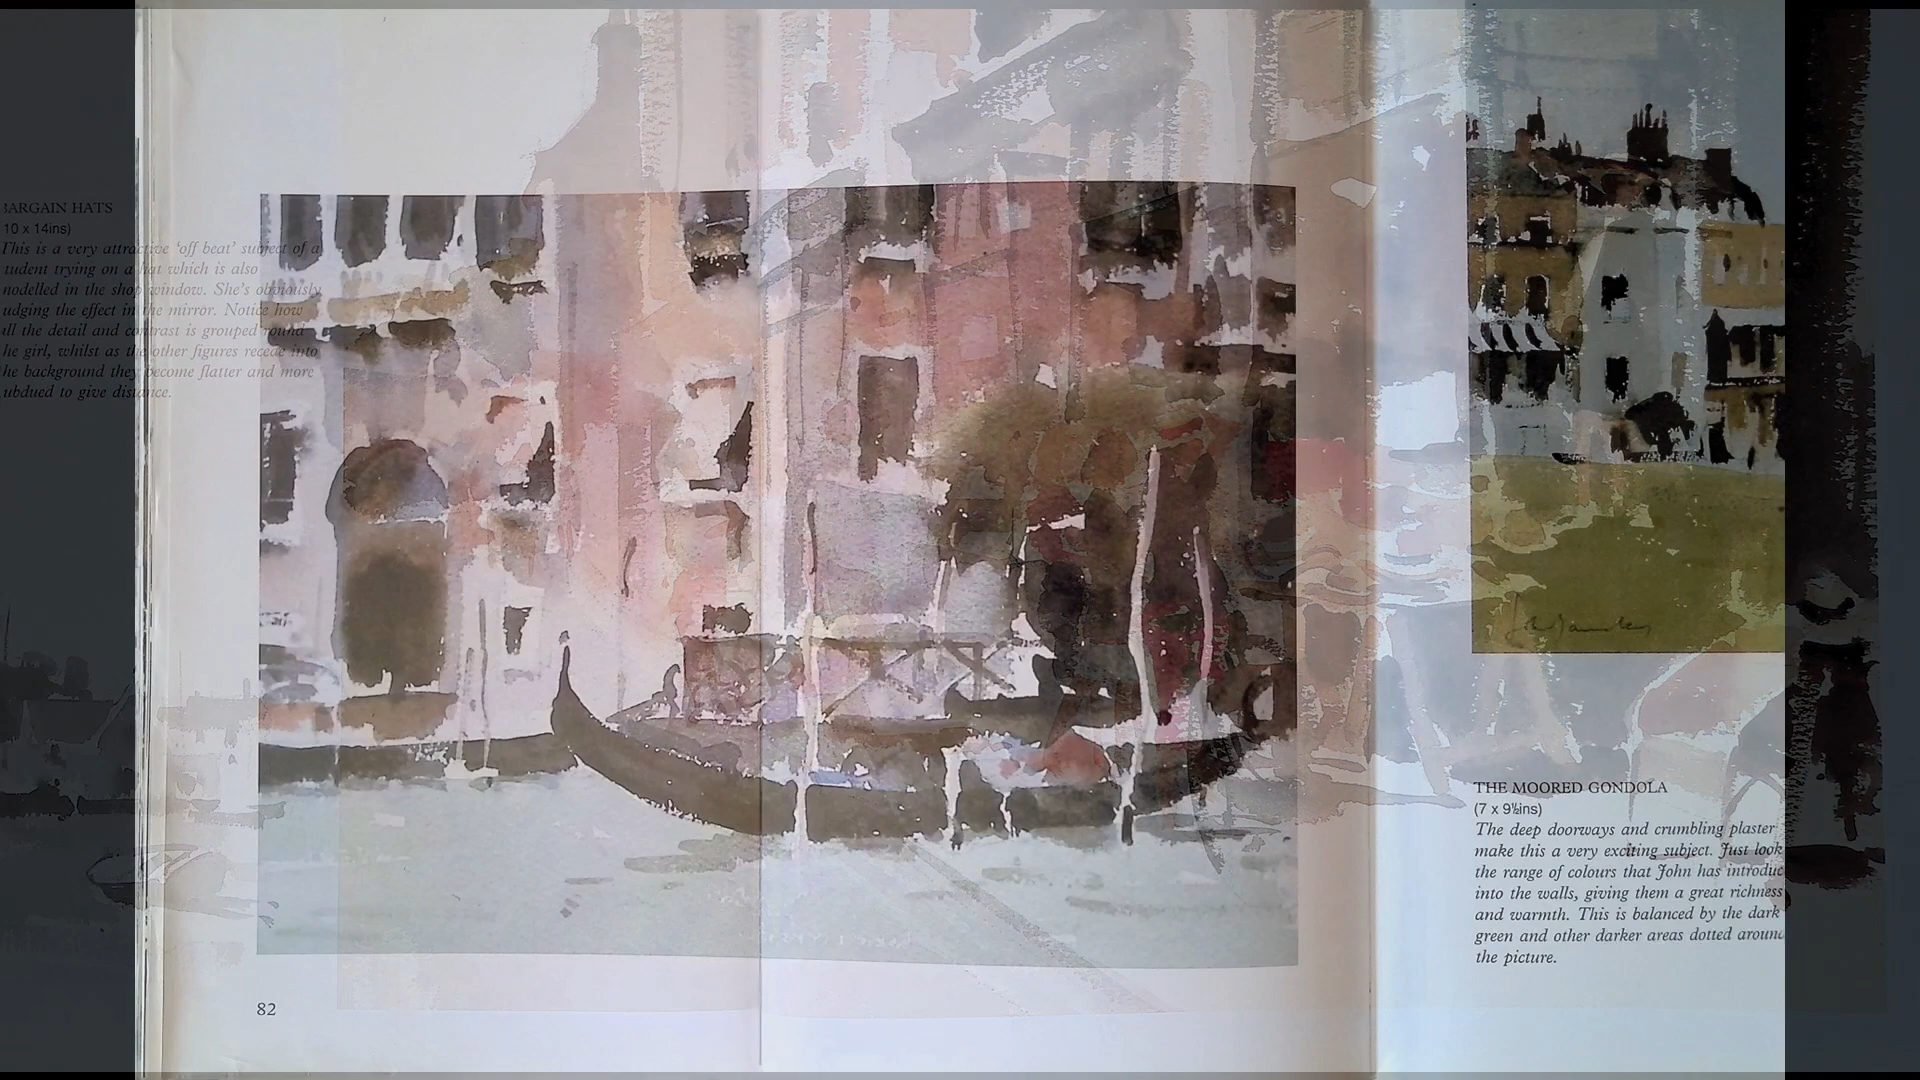 BARGAIN HATS
10 x 14ins)
This is a very attractive 'off beat' subject of a
tudent trying on a hat which is also
nodelled in the shop window. She's obviously
udging the effect in the mirror. Notice how
all the detail and contrast is grouped round
he girl, whilst as the other figures recede into
he background they become flatter and more
ubdued to give distance.
THE MOORED GONDOLA
(7 x 9½ins)
The deep doorways and crumbling plaster
make this a very exciting subject. Just look
the range of colours that John has introduc
into the walls, giving them a great richness
and warmth. This is balanced by the dark
green and other darker areas dotted around
the picture.
82